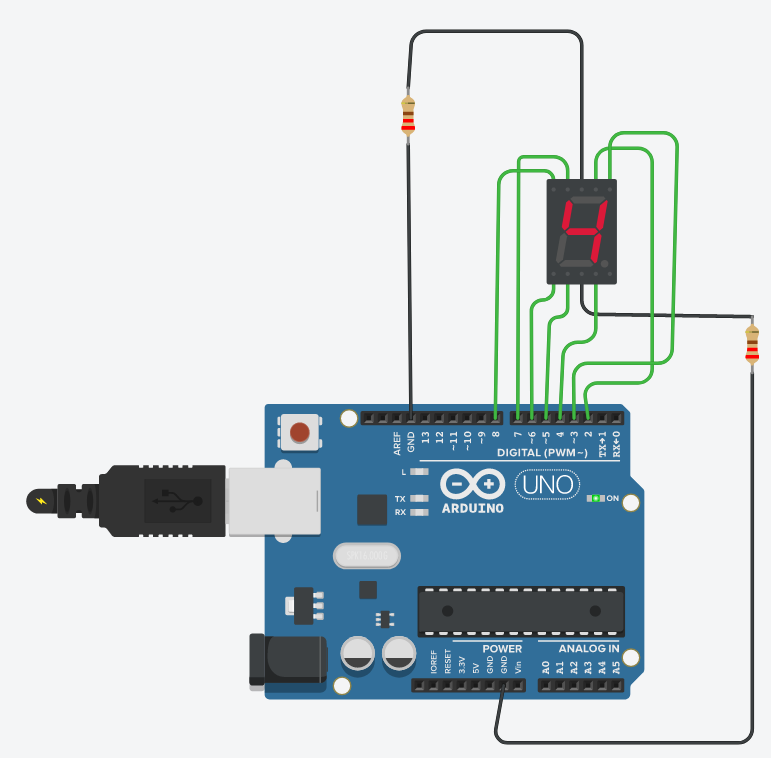 AREF
GND
13
12
~11
~10
~9
8
7
~6
~5
4
~3
2
TX→1
RX←0
DIGITAL (PWM~)
L
TX
RX
UNO
ARDUINO
ON
POWER
ANALOG IN
IOREF
RESET
3.3V
5V
GND
GND
Vin
A0
A1
A2
A3
A4
A5